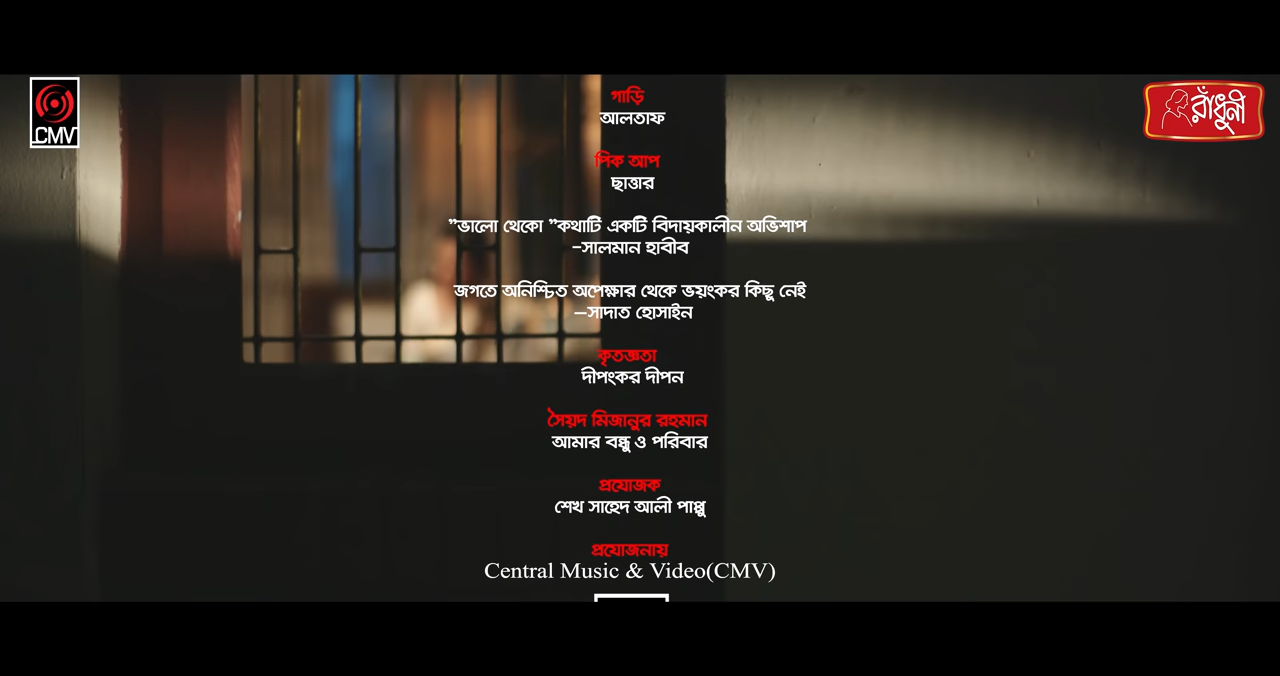 CMV
রাঁধুনী
গাড়ি
আলতাফ
পিক আপ
ছাত্তার
”ভালো থেকো ”কথাটি একটি বিদায়কালীন অভিশাপ
-সালমান হাবীব
জগতে অনিশ্চিত অপেক্ষার থেকে ভয়ংকর কিছু নেই
—সাদাত হোসাইন
কৃতজ্ঞতা
দীপংকর দীপন
সৈয়দ মিজানুর রহমান
আমার বন্ধু ও পরিবার
প্রযোজক
শেখ সাহেদ আলী পাপ্পু
প্রযোজনায়
Central Music & Video(CMV)